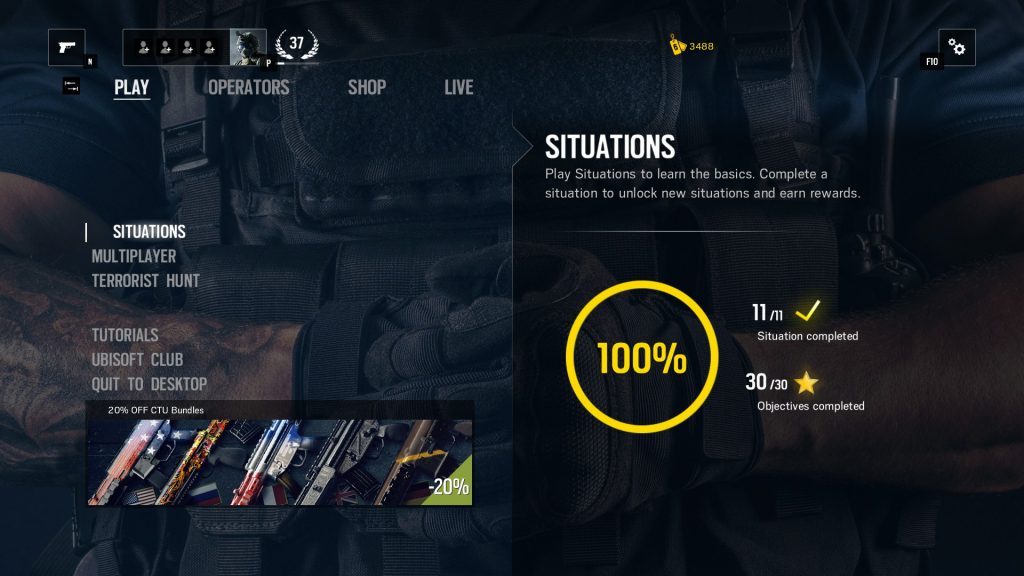 N
P
37
3488
F10
PLAY
OPERATORS
SHOP
LIVE
SITUATIONS
Play Situations to learn the basics. Complete a
situation to unlock new situations and earn rewards.
SITUATIONS
MULTIPLAYER
TERRORIST HUNT
TUTORIALS
UBISOFT CLUB
QUIT TO DESKTOP
20% OFF CTU Bundles
-20%
100%
11/11
Situation completed
30/30
Objectives completed